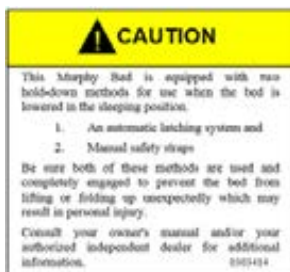 CAUTION
This Murphy Bed is equipped with two
hold-down methods for use when the bed is
lowered in the sleeping position.
1. An automatic latching system and
2. Manual safety straps
Be sure both of these methods are used and
completely engaged to prevent the bed from
lifting or folding up unexpectedly which may
result in personal injury.
Consult your owner's manual and/or your
authorized independent dealer for additional
information.